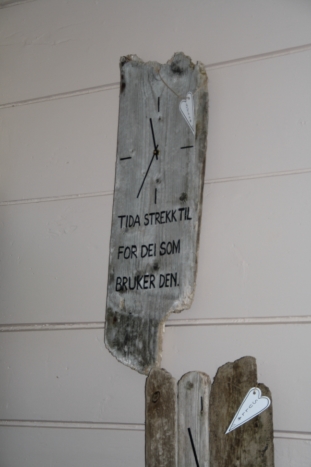 TIDA STREKK TIL
FOR DEI SOM
BRUKER DEN.